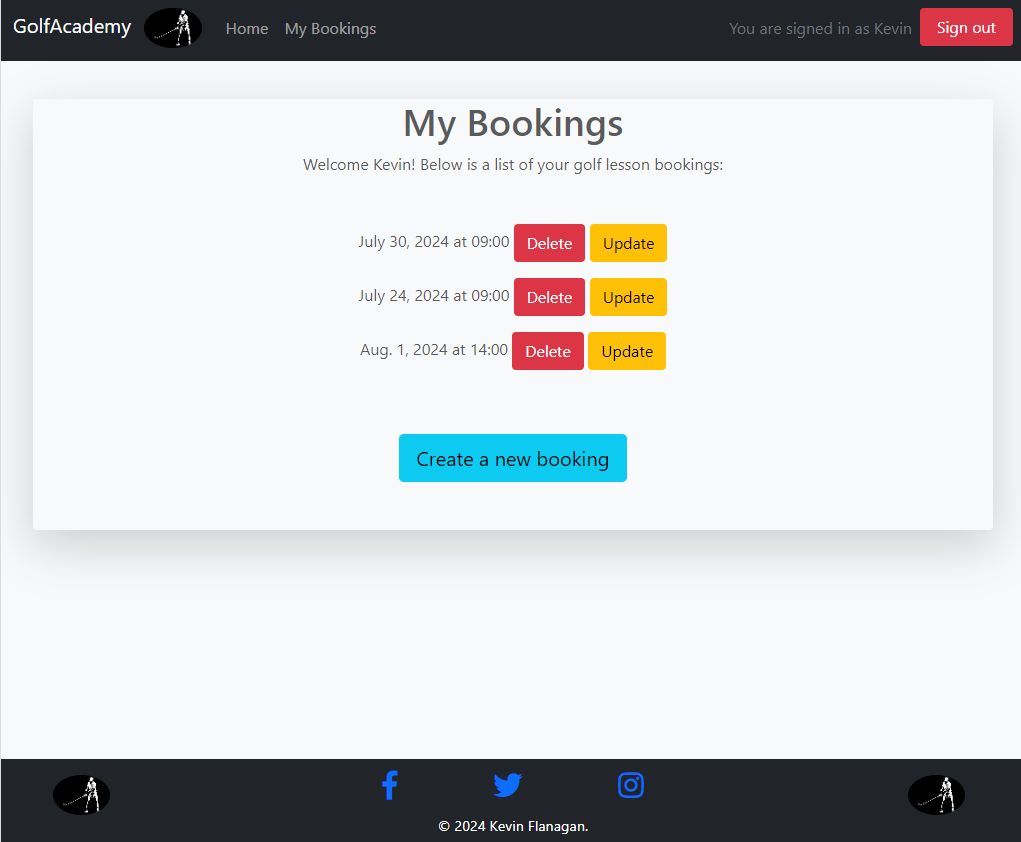 GolfAcademy Home My Bookings You are signed in as Kevin Sign out
My Bookings
Welcome Kevin! Below is a list of your golf lesson bookings:
July 30, 2024 at 09:00 Delete Update
July 24, 2024 at 09:00 Delete Update
Aug. 1, 2024 at 14:00 Delete Update
Create a new booking
© 2024 Kevin Flanagan.